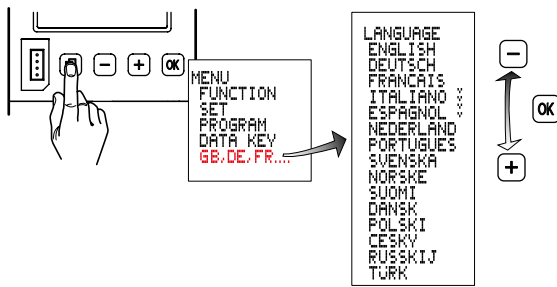 OK
MENU
FUNCTION
SET
PROGRAM
DATA KEY
GB,DE,FR....
LANGUAGE
ENGLISH
DEUTSCH
FRANCAIS
ITALIANO
ESPAGNOL
NEDERLAND
PORTUGUES
SVENSKA
NORSKE
SUOMI
DANSK
POLSKI
CESKY
RUSSKIJ
TURK
OK